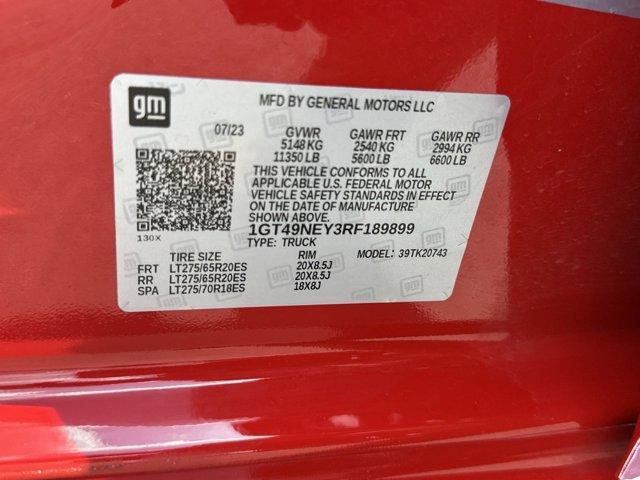 gm
MFD BY GENERAL MOTORS LLC
07/23 GVWR GAWR FRT GAWR RR
5148 KG 2540 KG 2994 KG
11350 LB 5600 LB 6600 LB
THIS VEHICLE CONFORMS TO ALL
APPLICABLE U.S. FEDERAL MOTOR
VEHICLE SAFETY STANDARDS IN EFFECT
ON THE DATE OF MANUFACTURE
SHOWN ABOVE.
1GT49NEY3RF189899
130X TYPE: TRUCK
TIRE SIZE RIM MODEL: 39TK20743
FRT LT275/65R20ES 20X8.5J
RR LT275/65R20ES 20X8.5J
SPA LT275/70R18ES 18X8J